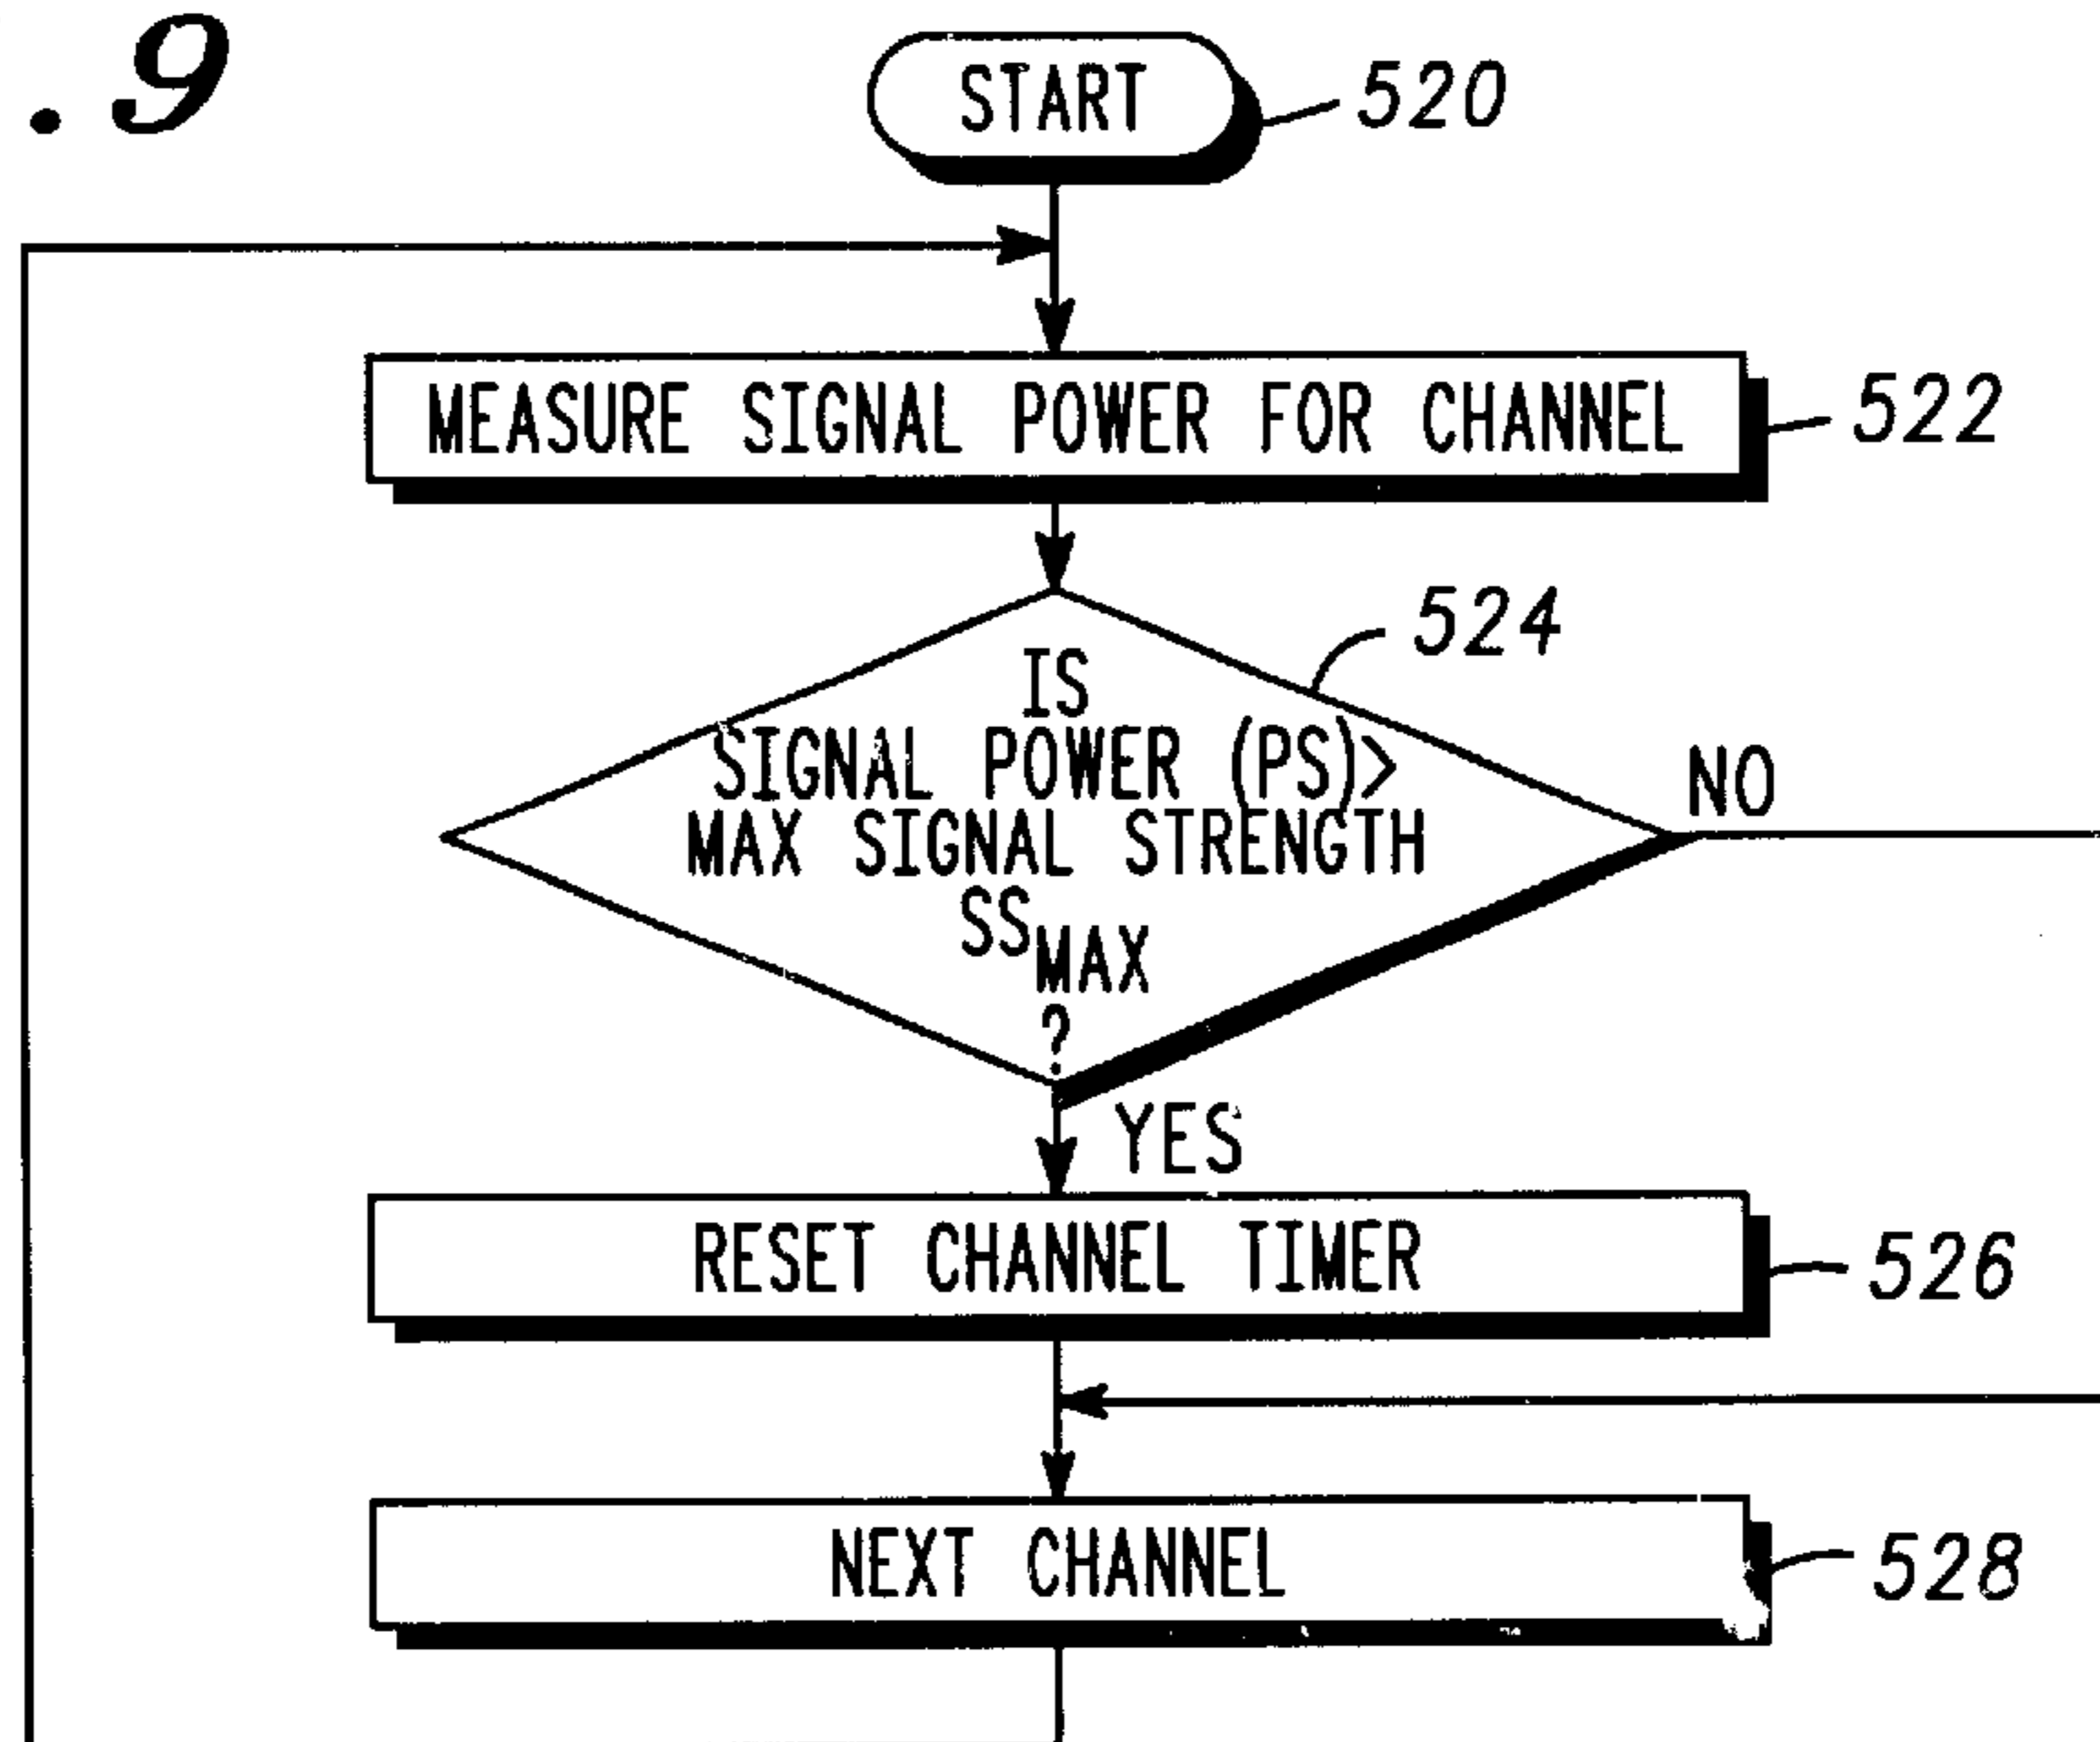 . 9
START
520
MEASURE SIGNAL POWER FOR CHANNEL
522
524
IS
SIGNAL POWER (PS)>
MAX SIGNAL STRENGTH
SSMAX
?
NO
YES
RESET CHANNEL TIMER
526
NEXT CHANNEL
528